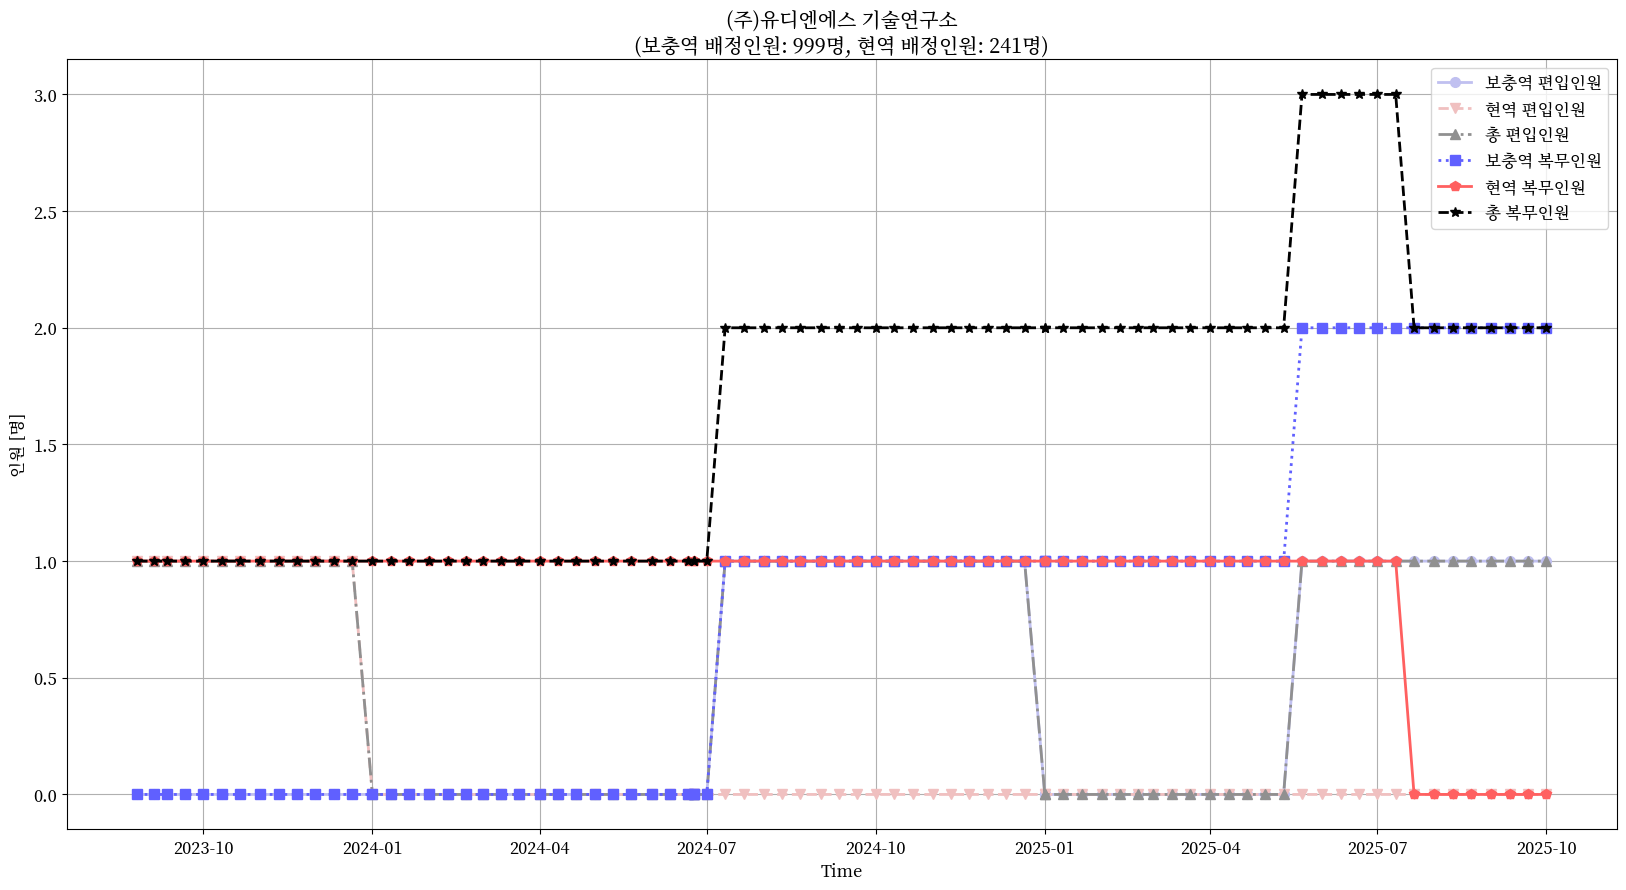 (주)유디엔에스 기술연구소
(보충역 배정인원: 999명, 현역 배정인원: 241명)
보충역 편입인원
현역 편입인원
총 편입인원
보충역 복무인원
현역 복무인원
총 복무인원
3.0
2.5
2.0
1.5
1.0
0.5
0.0
인원 [명]
2023-10
2024-01
2024-04
2024-07
2024-10
2025-01
2025-04
2025-07
2025-10
Time